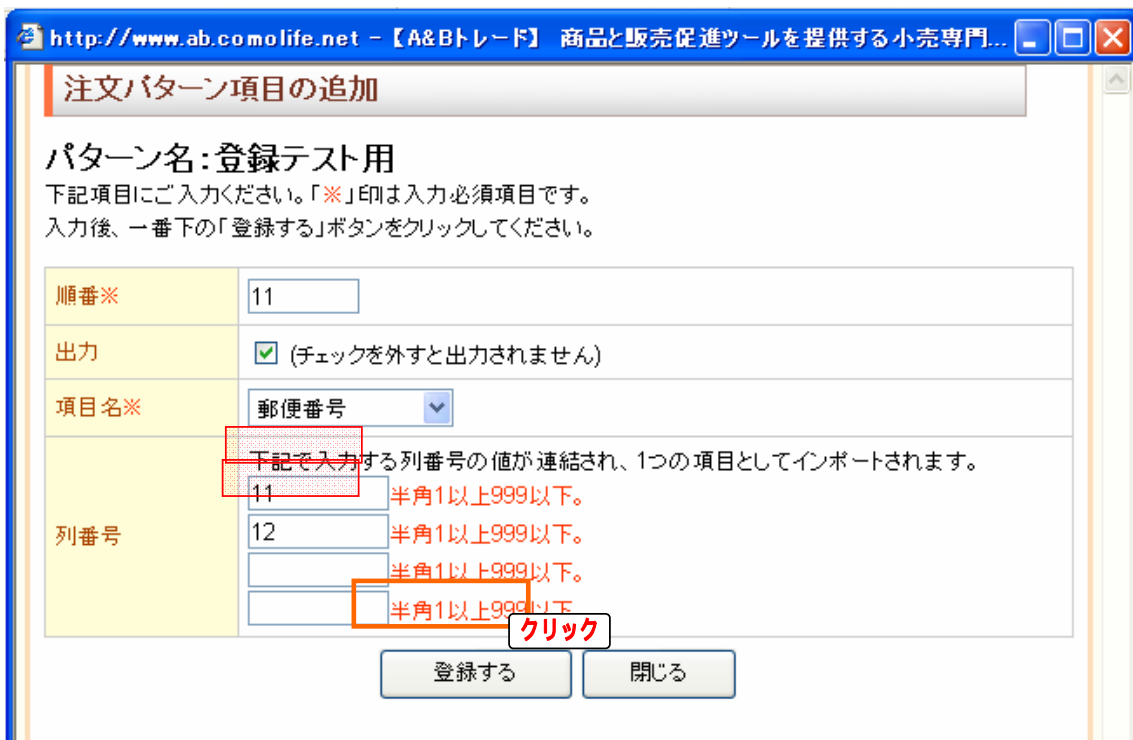 http://www.ab.comolife.net - 【A&Bトレード】 商品と販売促進ツールを提供する小売専門...
注文パターン項目の追加
パターン名:登録テスト用
下記項目にご入力ください。「※」印は入力必須項目です。
入力後、一番下の「登録する」ボタンをクリックしてください。
順番※ 11
出力 (チェックを外すと出力されません)
項目名※ 郵便番号
下記で入力する列番号の値が連結され、1つの項目としてインポートされます。
11 半角1以上999以下。
列番号
12 半角1以上999以下。
半角1以上999以下。
半角1以上999以下
クリック
登録する 閉じる